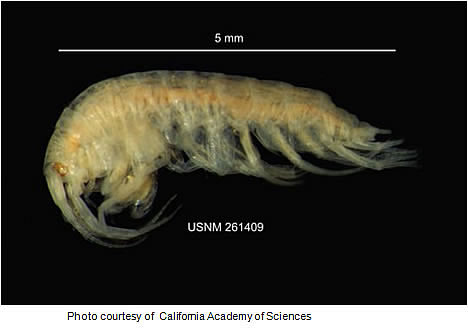 5 mm
USNM 261409
Photo courtesy of California Academy of Sciences